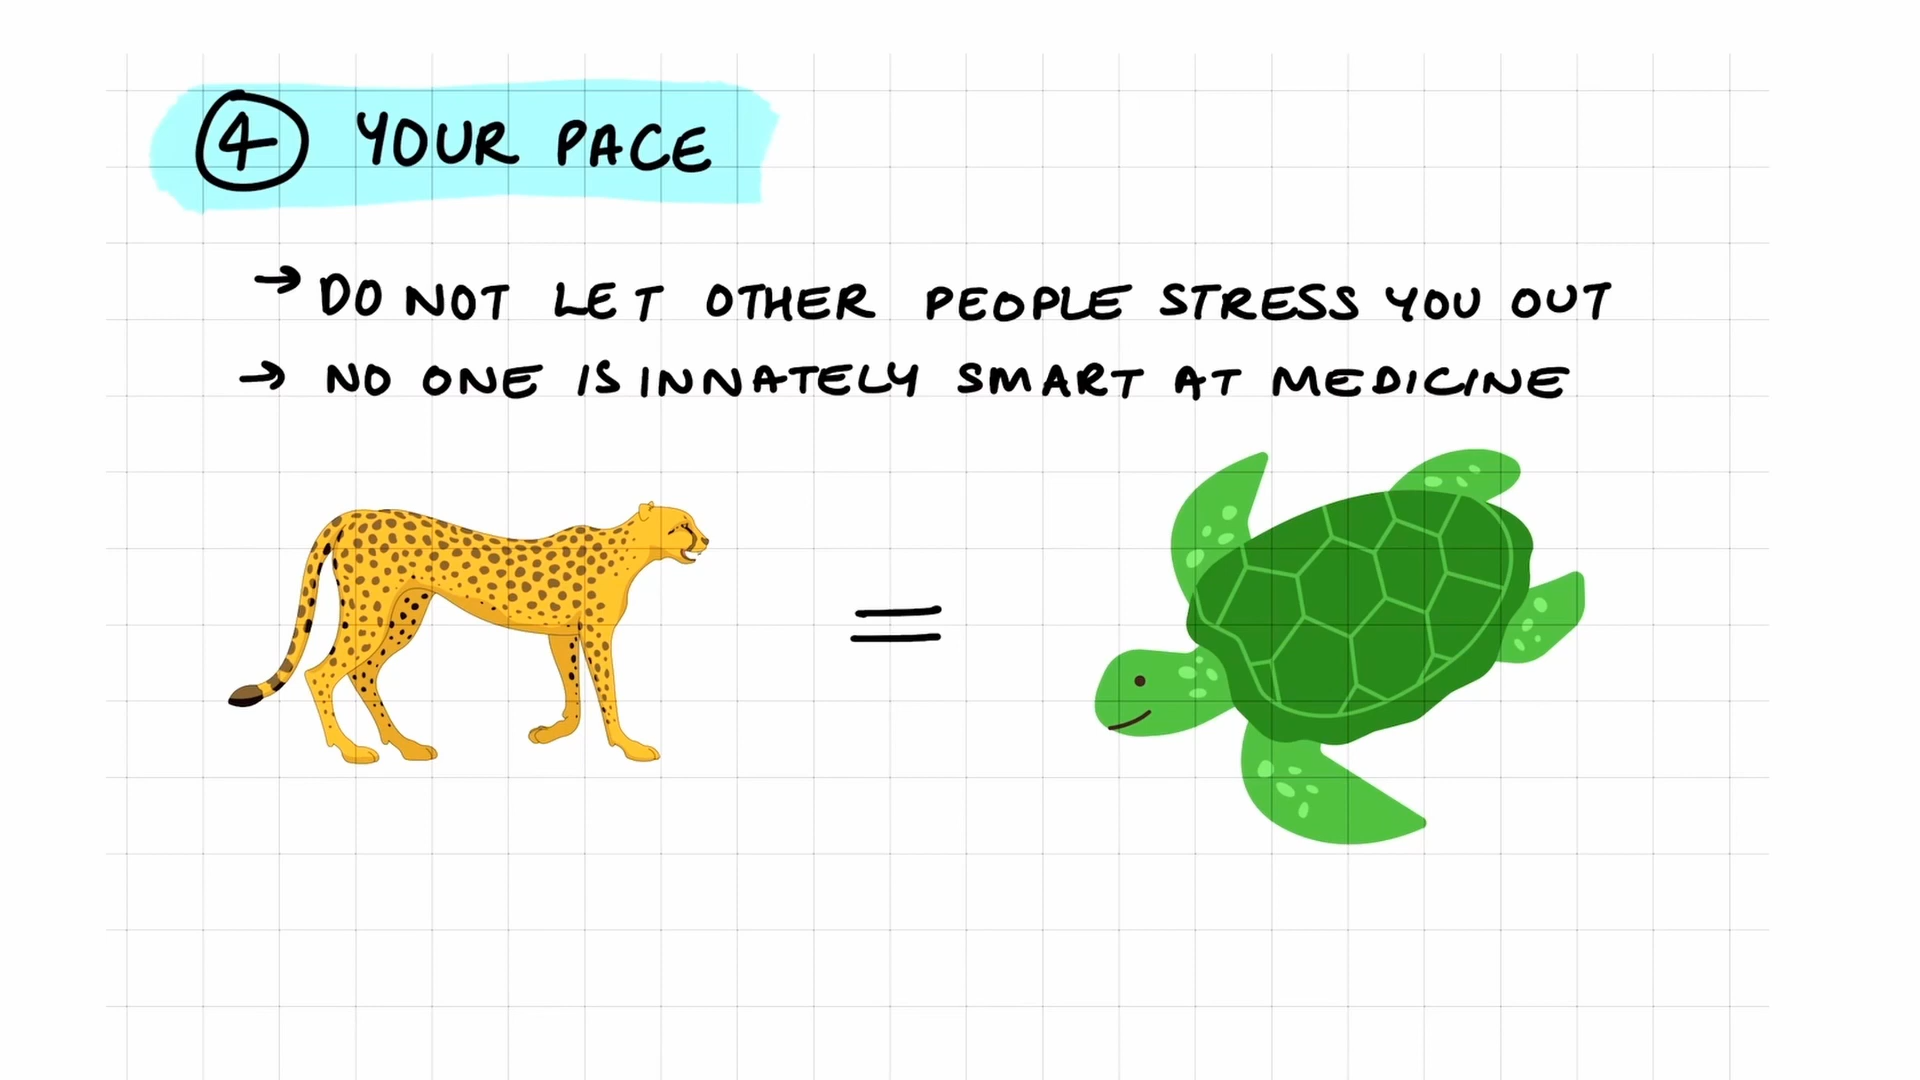 4 YOUR PACE
→ DO NOT LET OTHER PEOPLE STRESS YOU OUT
→ NO ONE IS INNATELY SMART AT MEDICINE
=